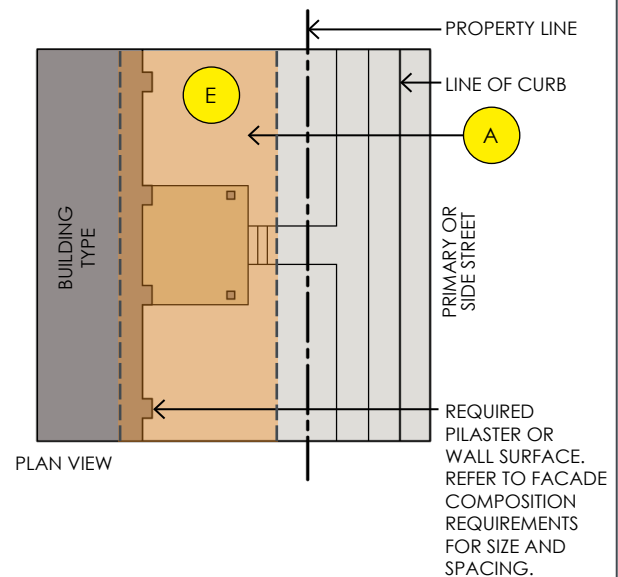 PROPERTY LINE
LINE OF CURB
E
A
BUILDING
TYPE
PRIMARY OR
SIDE STREET
REQUIRED
PILASTER OR
WALL SURFACE.
REFER TO FACADE
COMPOSITION
REQUIREMENTS
FOR SIZE AND
SPACING.
PLAN VIEW